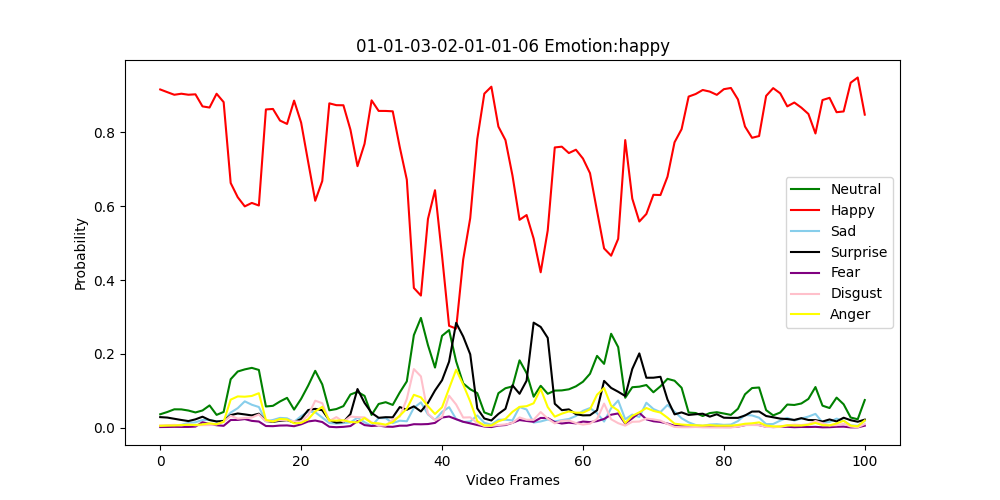 01-01-03-02-01-01-06 Emotion:happy
Probability
0.8
0.6
0.4
0.2
0.0
0 20 40 60 80 100
Video Frames
Neutral
Happy
Sad
Surprise
Fear
Disgust
Anger